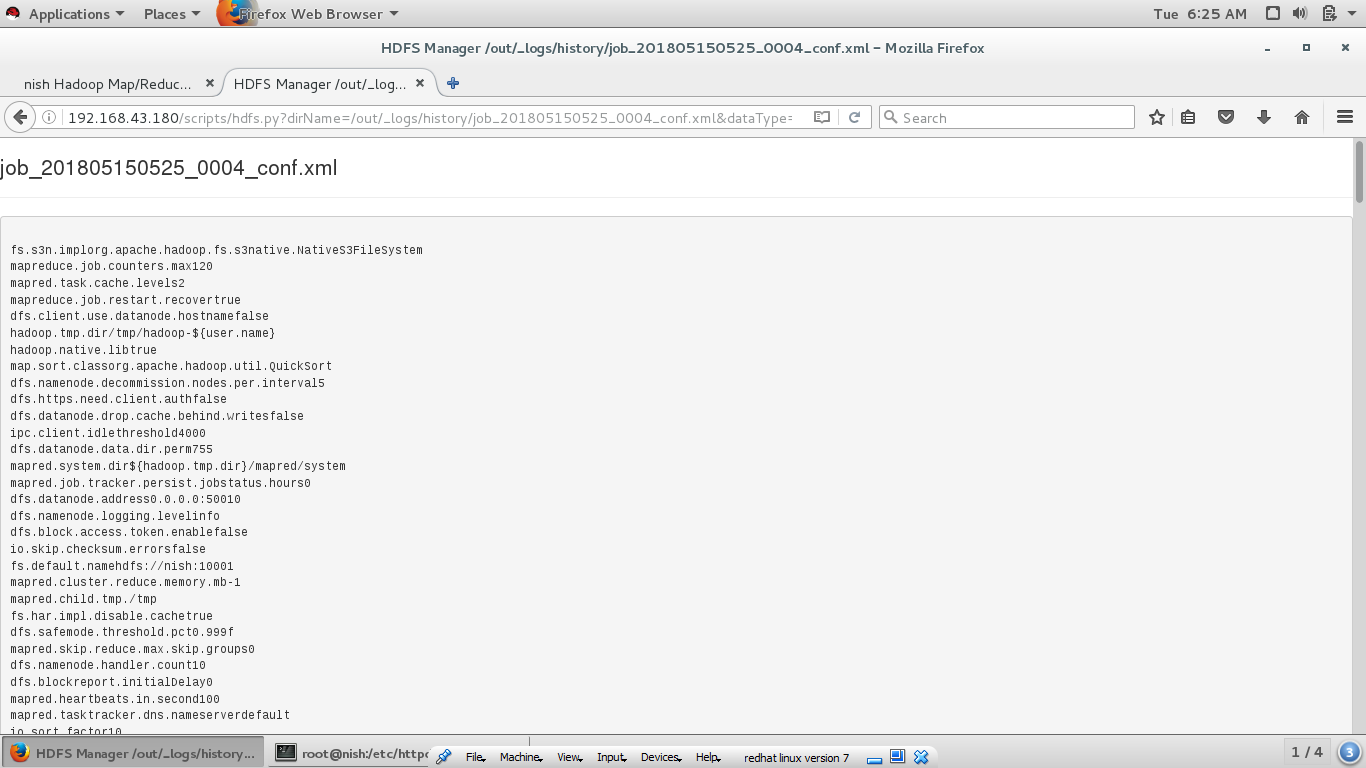 Applications Places Firefox Web Browser Tue 6:25 AM
HDFS Manager /out/_logs/history/job_201805150525_0004_conf.xml - Mozilla Firefox
nish Hadoop Map/Reduc... HDFS Manager /out/_log...
192.168.43.180/scripts/hdfs.py?dirName=/out/_logs/history/job_201805150525_0004_conf.xml&dataType= Search
job_201805150525_0004_conf.xml
fs.s3n.implorg.apache.hadoop.fs.s3native.NativeS3FileSystem
mapreduce.job.counters.max120
mapred.task.cache.levels2
mapreduce.job.restart.recovertrue
dfs.client.use.datanode.hostnamefalse
hadoop.tmp.dir/tmp/hadoop-${user.name}
hadoop.native.libtrue
map.sort.classorg.apache.hadoop.util.QuickSort
dfs.namenode.decommission.nodes.per.interval5
dfs.https.need.client.authfalse
dfs.datanode.drop.cache.behind.writesfalse
ipc.client.idlethreshold4000
dfs.datanode.data.dir.perm755
mapred.system.dir${hadoop.tmp.dir}/mapred/system
mapred.job.tracker.persist.jobstatus.hours0
dfs.datanode.address0.0.0.0:50010
dfs.namenode.logging.levelinfo
dfs.block.access.token.enablefalse
io.skip.checksum.errorsfalse
fs.default.namehdfs://nish:10001
mapred.cluster.reduce.memory.mb-1
mapred.child.tmp./tmp
fs.har.impl.disable.cachetrue
dfs.safemode.threshold.pct0.999f
mapred.skip.reduce.max.skip.groups0
dfs.namenode.handler.count10
dfs.blockreport.initialDelay0
mapred.heartbeats.in.second100
mapred.tasktracker.dns.nameserverdefault
io.sort.factor10
HDFS Manager /out/_logs/history... root@nish:/etc/httpd File Machine View Input Devices Help redhat linux version 7 1 / 4 3